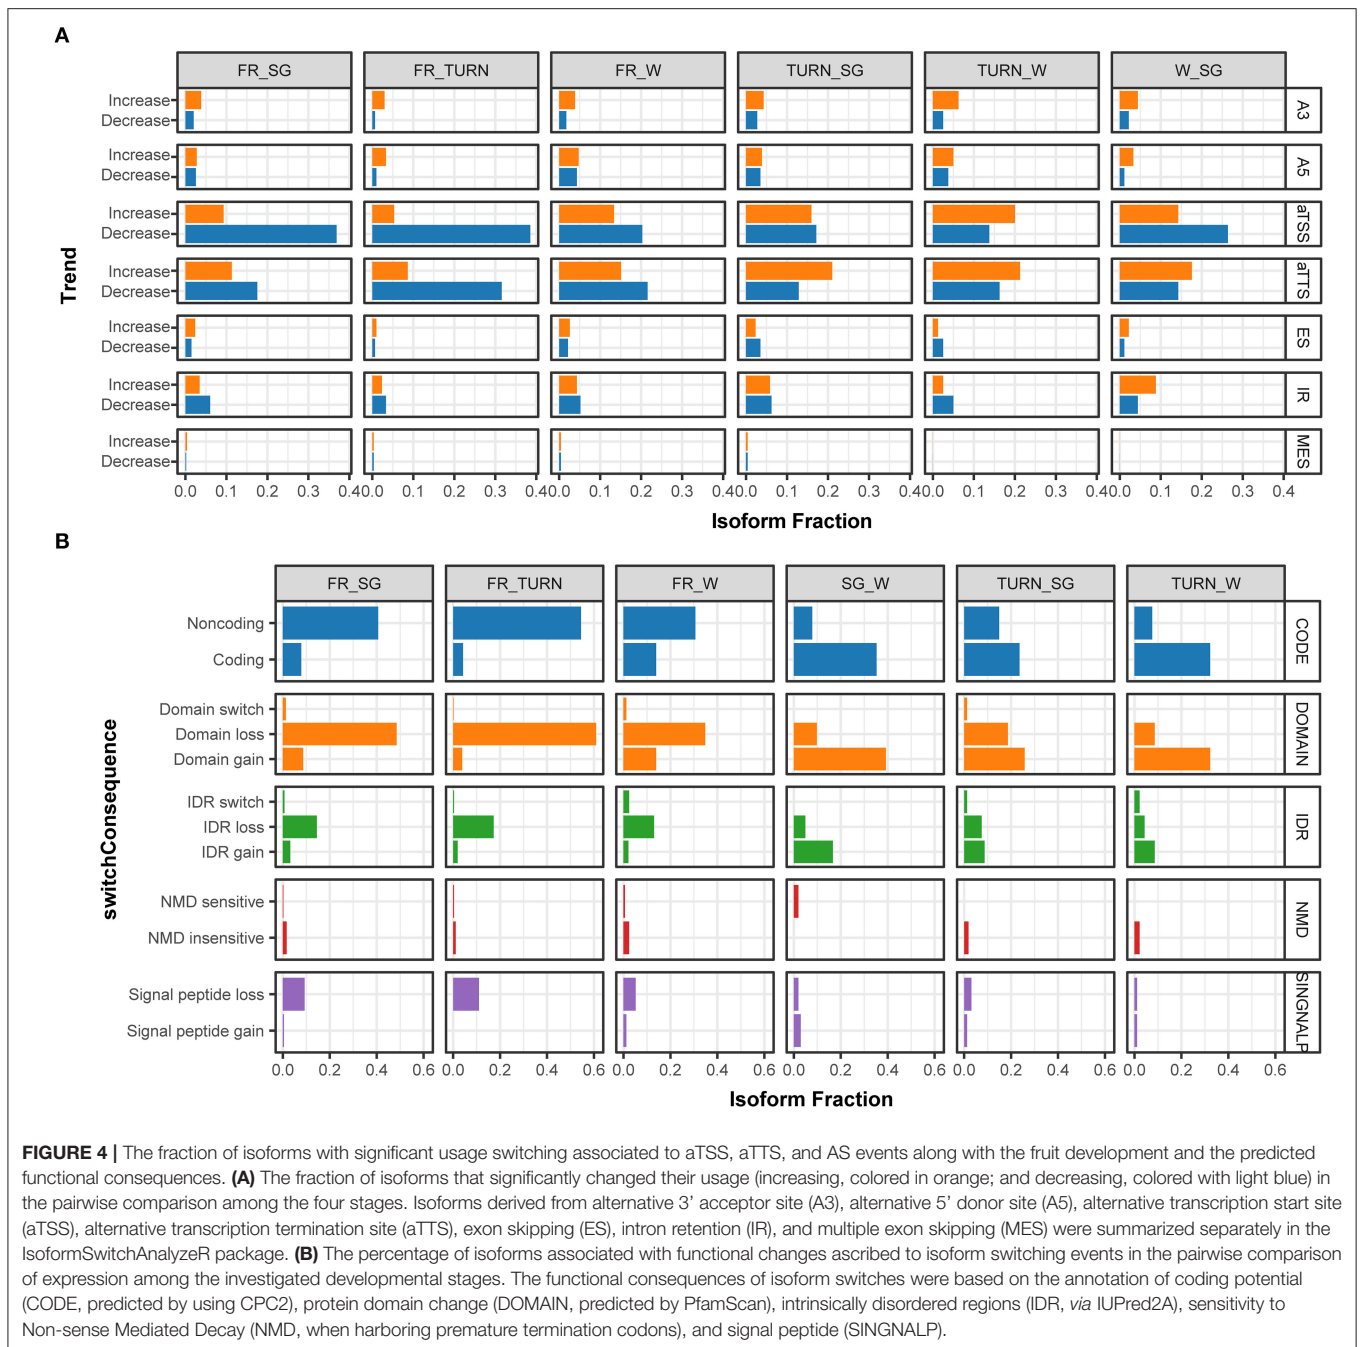 A
FR_SG FR_TURN FR_W TURN_SG TURN_W W_SG
Increase
Decrease
A3
Increase
Decrease
A5
Increase
Decrease
aTSS
Increase
Decrease
aTTS
Increase
Decrease
ES
Increase
Decrease
IR
Increase
Decrease
MES
Trend
0.0 0.1 0.2 0.3 0.4 0.0 0.1 0.2 0.3 0.4 0.0 0.1 0.2 0.3 0.4 0.0 0.1 0.2 0.3 0.4 0.0 0.1 0.2 0.3 0.4 0.0 0.1 0.2 0.3 0.4
Isoform Fraction
B
FR_SG FR_TURN FR_W SG_W TURN_SG TURN_W
Noncoding
Coding
CODE
Domain switch
Domain loss
Domain gain
DOMAIN
IDR switch
IDR loss
IDR gain
IDR
NMD sensitive
NMD insensitive
NMD
Signal peptide loss
Signal peptide gain
SINGNALP
switchConsequence
0.0 0.2 0.4 0.6 0.0 0.2 0.4 0.6 0.0 0.2 0.4 0.6 0.0 0.2 0.4 0.6 0.0 0.2 0.4 0.6 0.0 0.2 0.4 0.6
Isoform Fraction
FIGURE 4 | The fraction of isoforms with significant usage switching associated to aTSS, aTTS, and AS events along with the fruit development and the predicted
functional consequences. (A) The fraction of isoforms that significantly changed their usage (increasing, colored in orange; and decreasing, colored with light blue) in
the pairwise comparison among the four stages. Isoforms derived from alternative 3’ acceptor site (A3), alternative 5’ donor site (A5), alternative transcription start site
(aTSS), alternative transcription termination site (aTTS), exon skipping (ES), intron retention (IR), and multiple exon skipping (MES) were summarized separately in the
IsoformSwitchAnalyzeR package. (B) The percentage of isoforms associated with functional changes ascribed to isoform switching events in the pairwise comparison
of expression among the investigated developmental stages. The functional consequences of isoform switches were based on the annotation of coding potential
(CODE, predicted by using CPC2), protein domain change (DOMAIN, predicted by PfamScan), intrinsically disordered regions (IDR, via IUPred2A), sensitivity to
Non-sense Mediated Decay (NMD, when harboring premature termination codons), and signal peptide (SINGNALP).